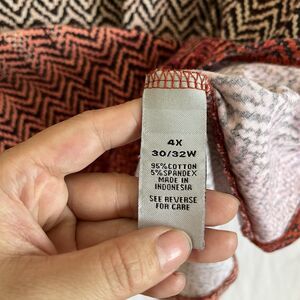 4X
30/32W
95%COTTON
5%SPANDEX
MADE IN
INDONESIA
SEE REVERSE
FOR CARE